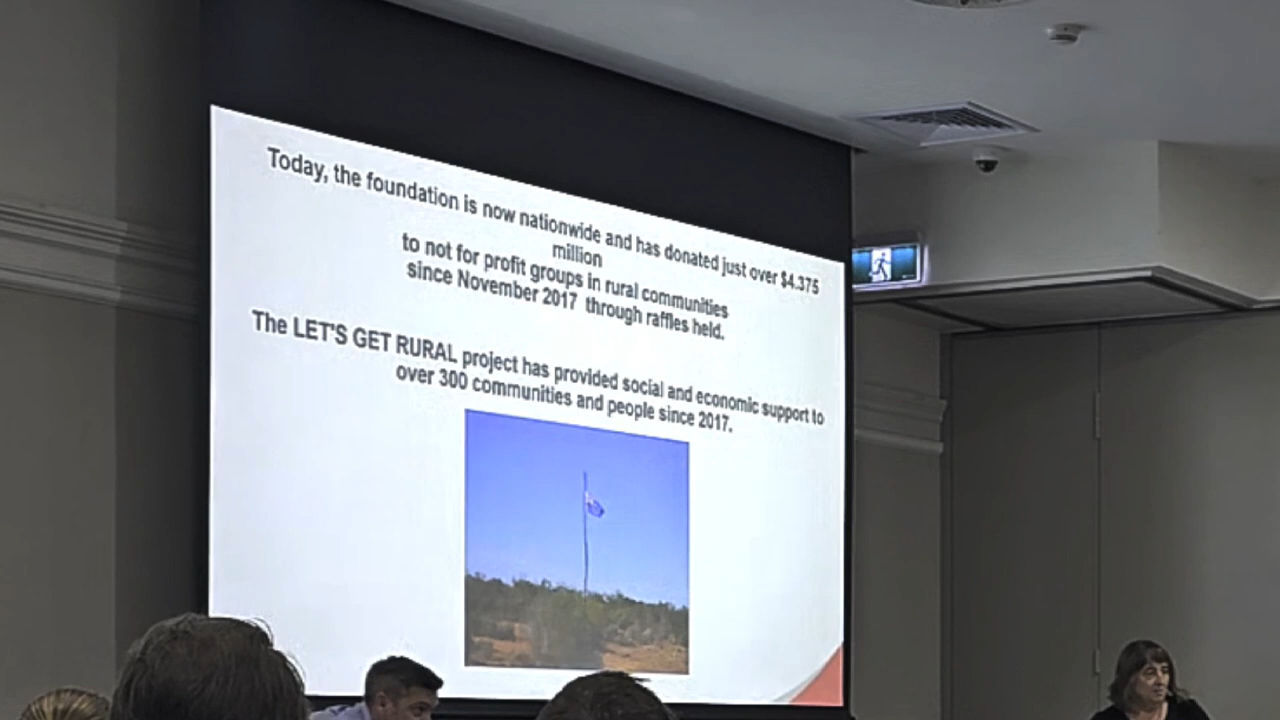 Today, the foundation is now nationwide and has donated just over $4.375
million
to not for profit groups in rural communities
since November 2017 through raffles held.
The LET'S GET RURAL project has provided social and economic support to
over 300 communities and people since 2017.